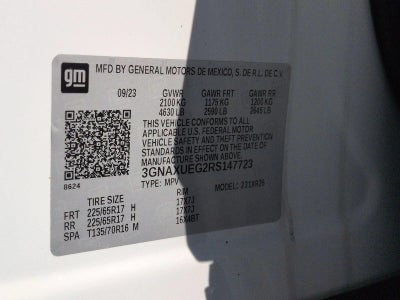 gm
MFD BY GENERAL MOTORS DE MEXICO, S. DE R.L. DE C.V.
09/23 GVWR GAWR FRT GAWR RR
2100 KG 1175 KG 1200 KG
4630 LB 2590 LB 2645 LB
THIS VEHICLE CONFORMS TO ALL
APPLICABLE U.S. FEDERAL MOTOR
VEHICLE SAFETY AND THEFT PREVENTION
STANDARDS IN EFFECT ON THE DATE OF
MANUFACTURE SHOWN ABOVE.
3GNAXUEG2RS147723
8624 TYPE: MPV MODEL: 231XR26
TIRE SIZE RIM
FRT 225/65R17 H 17X7J
RR 225/65R17 H 17X7J
SPA T135/70R16 M 16X4BT